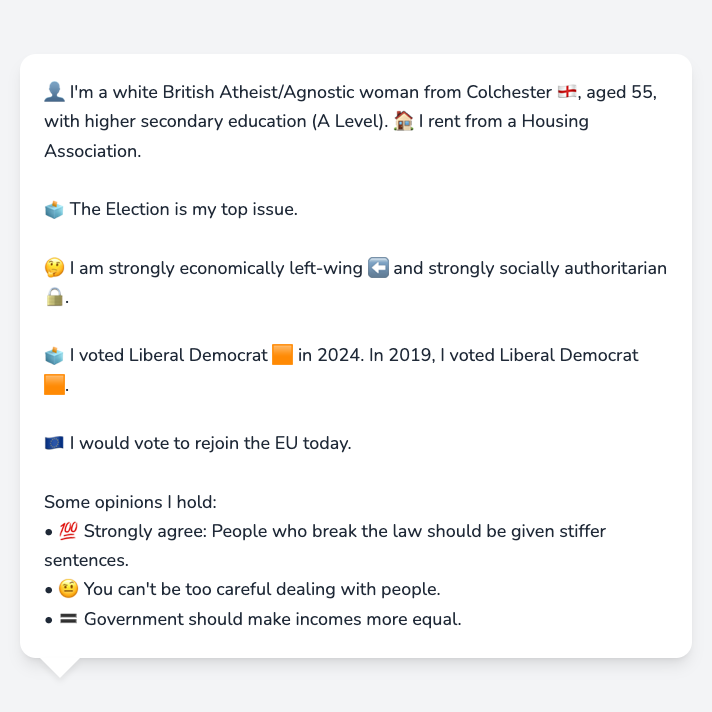 👤 I'm a white British Atheist/Agnostic woman from Colchester 🏴󠁧󠁢󠁥󠁮󠁧󠁿, aged 55,
with higher secondary education (A Level). 🏠 I rent from a Housing
Association.
🗳️ The Election is my top issue.
🤔 I am strongly economically left-wing ⬅️ and strongly socially authoritarian
🔒.
🗳️ I voted Liberal Democrat 🟧 in 2024. In 2019, I voted Liberal Democrat
🟧.
🇪🇺 I would vote to rejoin the EU today.
Some opinions I hold:
• 💯 Strongly agree: People who break the law should be given stiffer
sentences.
• 🤨 You can't be too careful dealing with people.
• 🟰 Government should make incomes more equal.